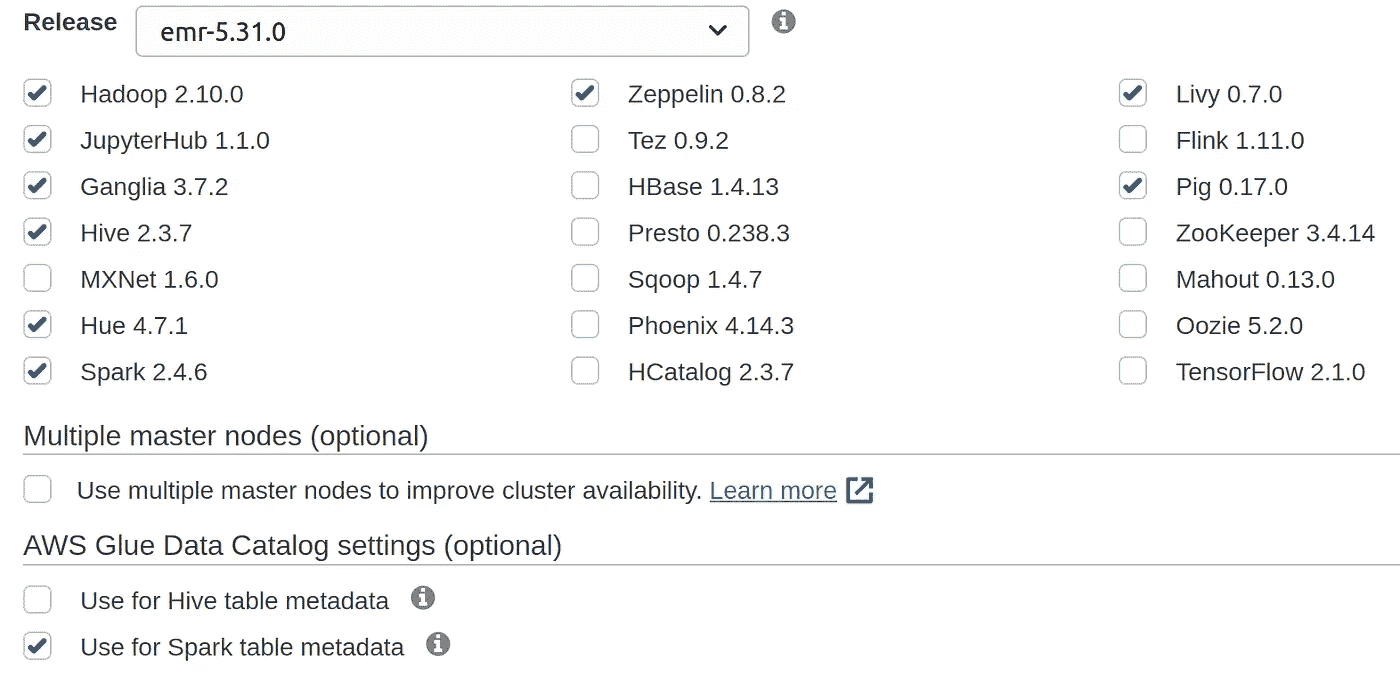 Release emr-5.31.0
Hadoop 2.10.0 Zeppelin 0.8.2 Livy 0.7.0
JupyterHub 1.1.0 Tez 0.9.2 Flink 1.11.0
Ganglia 3.7.2 HBase 1.4.13 Pig 0.17.0
Hive 2.3.7 Presto 0.238.3 ZooKeeper 3.4.14
MXNet 1.6.0 Sqoop 1.4.7 Mahout 0.13.0
Hue 4.7.1 Phoenix 4.14.3 Oozie 5.2.0
Spark 2.4.6 HCatalog 2.3.7 TensorFlow 2.1.0
Multiple master nodes (optional)
Use multiple master nodes to improve cluster availability. Learn more
AWS Glue Data Catalog settings (optional)
Use for Hive table metadata
Use for Spark table metadata